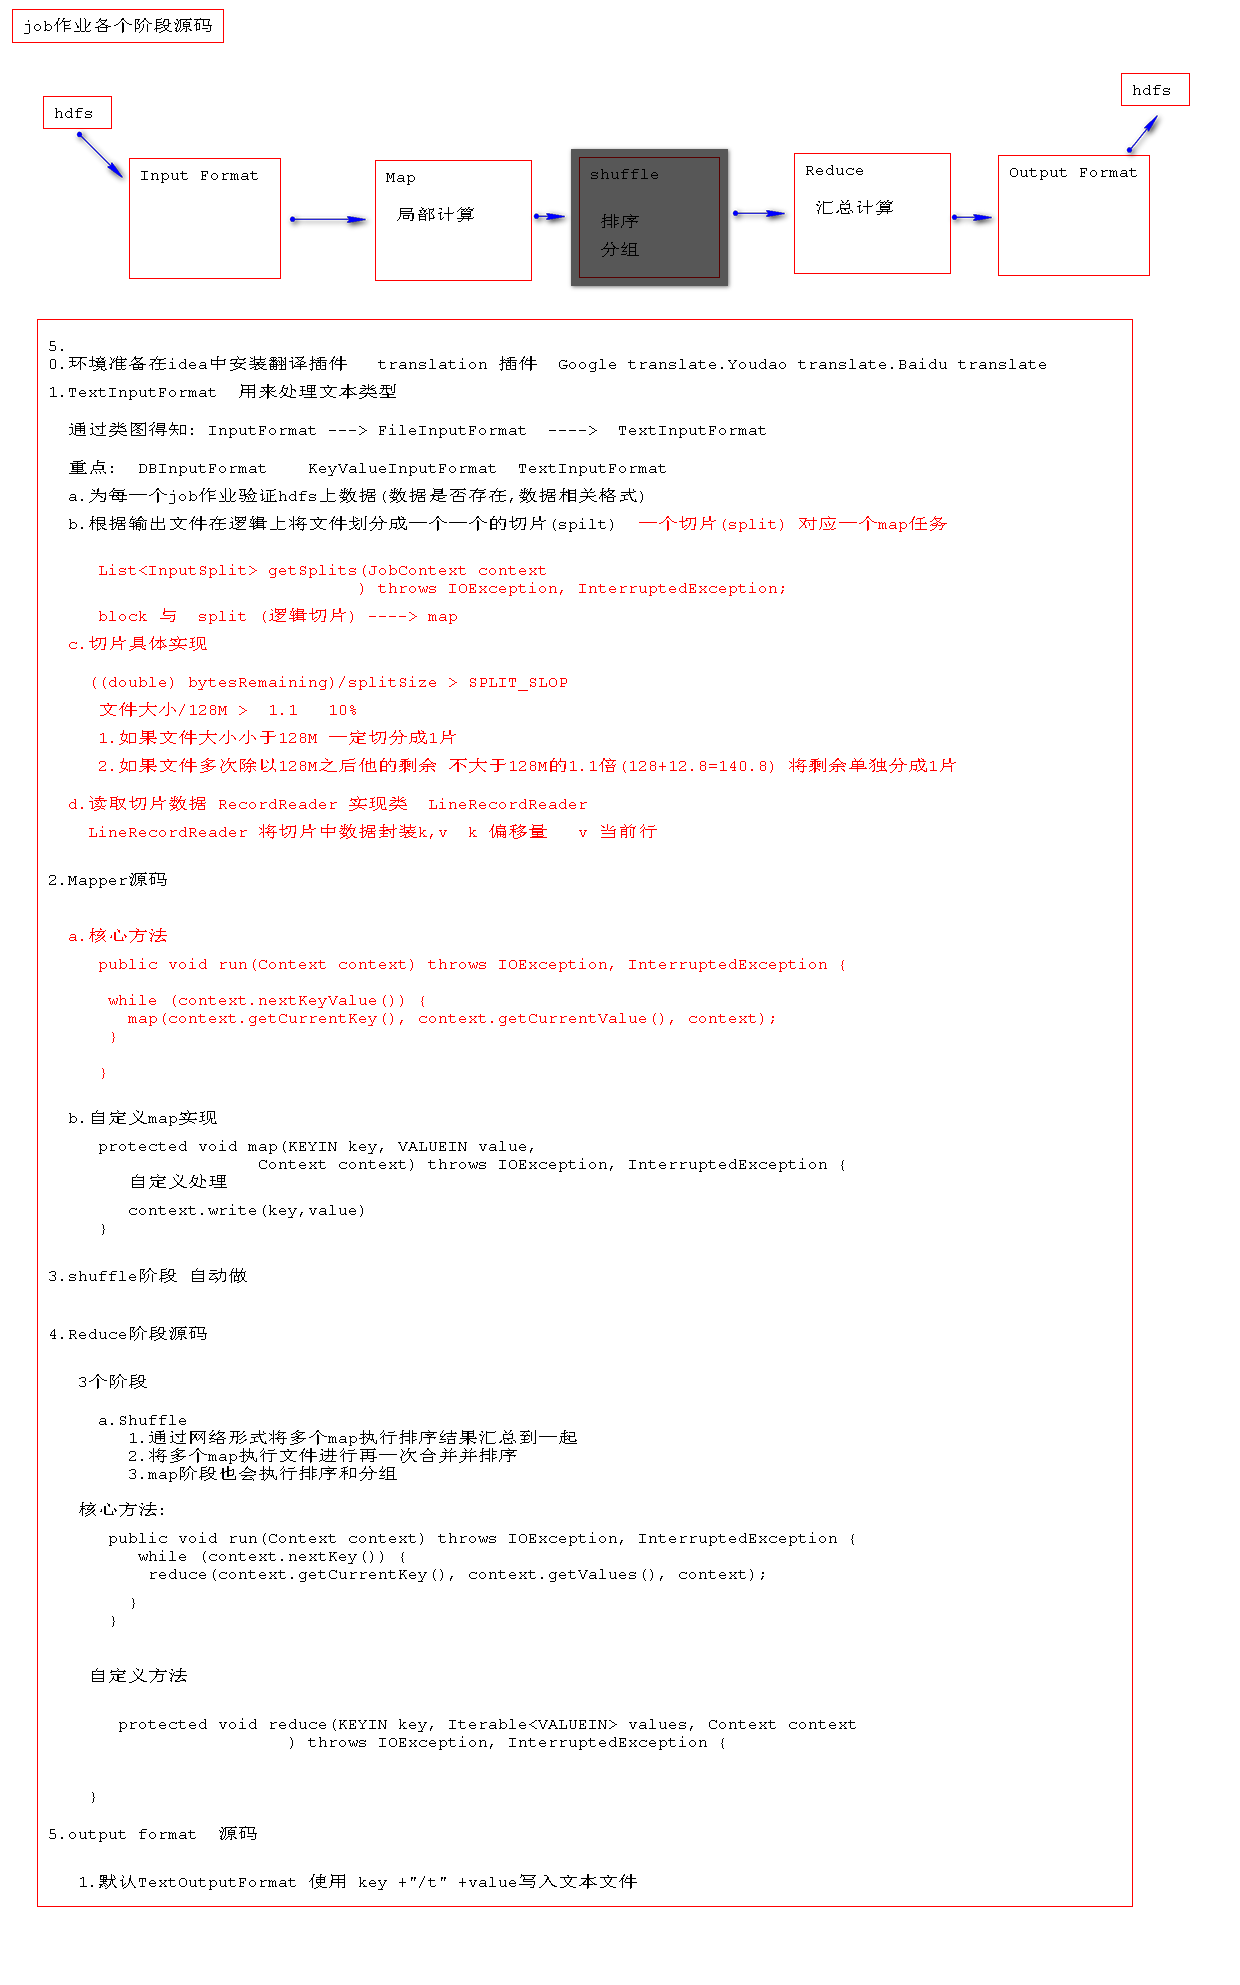 job作业各个阶段源码
hdfs
hdfs
Input Format
Map
局部计算
shuffle
排序
分组
Reduce
汇总计算
Output Format
5.
0.环境准备在idea中安装翻译插件   translation 插件  Google translate.Youdao translate.Baidu translate
1.TextInputFormat  用来处理文本类型
通过类图得知: InputFormat ---> FileInputFormat  ---->  TextInputFormat
重点:  DBInputFormat    KeyValueInputFormat  TextInputFormat
a.为每一个job作业验证hdfs上数据(数据是否存在,数据相关格式)
b.根据输出文件在逻辑上将文件划分成一个一个的切片(spilt)  一个切片(split) 对应一个map任务
List<InputSplit> getSplits(JobContext context
) throws IOException, InterruptedException;
block 与  split (逻辑切片) ----> map
c.切片具体实现
((double) bytesRemaining)/splitSize > SPLIT_SLOP
文件大小/128M >  1.1   10%
1.如果文件大小小于128M 一定切分成1片
2.如果文件多次除以128M之后他的剩余 不大于128M的1.1倍(128+12.8=140.8) 将剩余单独分成1片
d.读取切片数据 RecordReader 实现类  LineRecordReader
LineRecordReader 将切片中数据封装k,v  k 偏移量   v 当前行
2.Mapper源码
a.核心方法
public void run(Context context) throws IOException, InterruptedException {
while (context.nextKeyValue()) {
map(context.getCurrentKey(), context.getCurrentValue(), context);
}
}
b.自定义map实现
protected void map(KEYIN key, VALUEIN value,
Context context) throws IOException, InterruptedException {
自定义处理
context.write(key,value)
}
3.shuffle阶段 自动做
4.Reduce阶段源码
3个阶段
a.Shuffle
1.通过网络形式将多个map执行排序结果汇总到一起
2.将多个map执行文件进行再一次合并并排序
3.map阶段也会执行排序和分组
核心方法:
public void run(Context context) throws IOException, InterruptedException {
while (context.nextKey()) {
reduce(context.getCurrentKey(), context.getValues(), context);
}
}
自定义方法
protected void reduce(KEYIN key, Iterable<VALUEIN> values, Context context
) throws IOException, InterruptedException {
}
5.output format  源码
1.默认TextOutputFormat 使用 key +"/t" +value写入文本文件